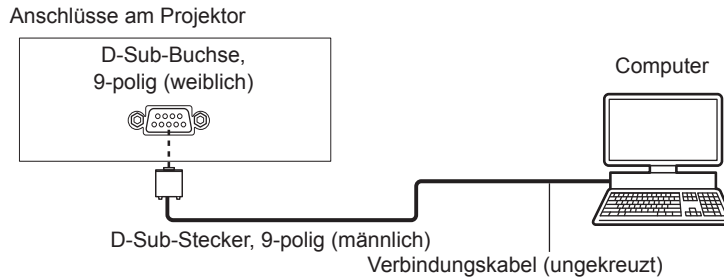 Anschlüsse am Projektor
D-Sub-Buchse,
9-polig (weiblich)
Computer
D-Sub-Stecker, 9-polig (männlich)
Verbindungskabel (ungekreuzt)